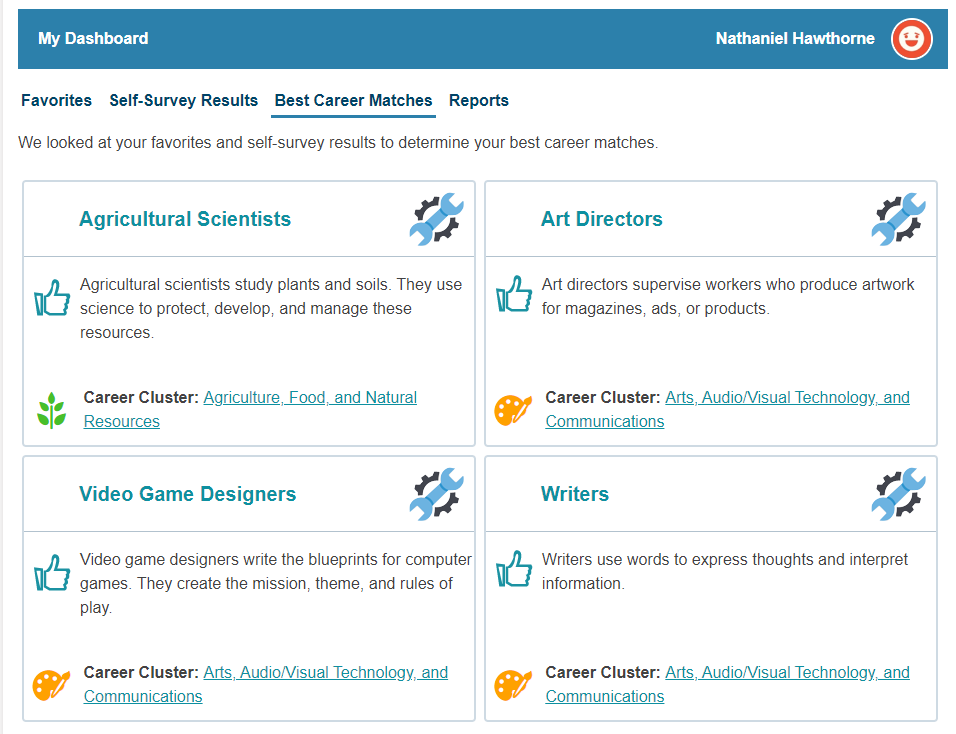 My Dashboard
Nathaniel Hawthorne
Favorites Self-Survey Results Best Career Matches Reports
We looked at your favorites and self-survey results to determine your best career matches.
Agricultural Scientists
Agricultural scientists study plants and soils. They use
science to protect, develop, and manage these
resources.
Career Cluster: Agriculture, Food, and Natural
Resources
Art Directors
Art directors supervise workers who produce artwork
for magazines, ads, or products.
Career Cluster: Arts, Audio/Visual Technology, and
Communications
Video Game Designers
Video game designers write the blueprints for computer
games. They create the mission, theme, and rules of
play.
Career Cluster: Arts, Audio/Visual Technology, and
Communications
Writers
Writers use words to express thoughts and interpret
information.
Career Cluster: Arts, Audio/Visual Technology, and
Communications